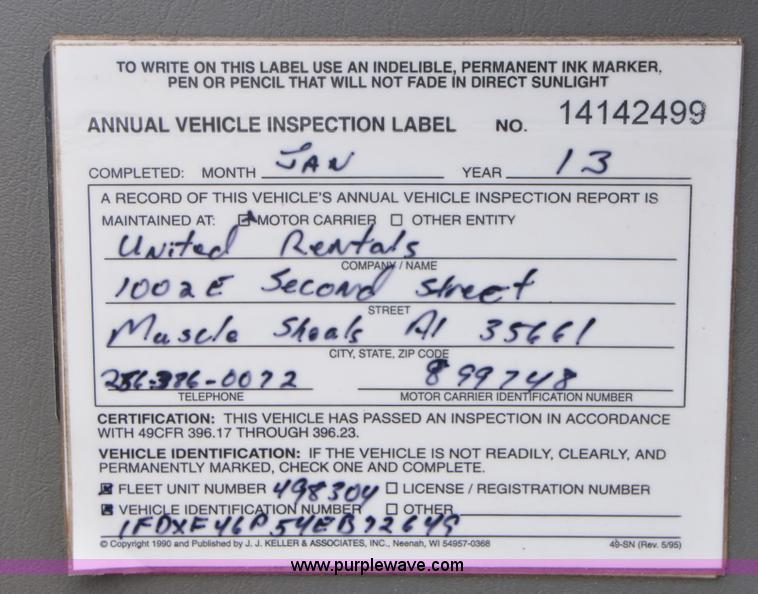 TO WRITE ON THIS LABEL USE AN INDELIBLE, PERMANENT INK MARKER,
PEN OR PENCIL THAT WILL NOT FADE IN DIRECT SUNLIGHT
ANNUAL VEHICLE INSPECTION LABEL NO. 14142499
COMPLETED: MONTH JAN YEAR 13
A RECORD OF THIS VEHICLE'S ANNUAL VEHICLE INSPECTION REPORT IS
MAINTAINED AT: MOTOR CARRIER OTHER ENTITY
United Rentals
COMPANY / NAME
1002 E Second Street
STREET
Muscle Shoals Al 35661
CITY, STATE, ZIP CODE
256-386-0072 899748
TELEPHONE MOTOR CARRIER IDENTIFICATION NUMBER
CERTIFICATION: THIS VEHICLE HAS PASSED AN INSPECTION IN ACCORDANCE
WITH 49CFR 396.17 THROUGH 396.23.
VEHICLE IDENTIFICATION: IF THE VEHICLE IS NOT READILY, CLEARLY, AND
PERMANENTLY MARKED, CHECK ONE AND COMPLETE.
FLEET UNIT NUMBER 498304 LICENSE / REGISTRATION NUMBER
VEHICLE IDENTIFICATION NUMBER OTHER
1FDXF46P54EB72649
© Copyright 1990 and Published by J. J. KELLER & ASSOCIATES, INC., Neenah, WI 54957-0368 49-SN (Rev. 5/95)
www.purplewave.com